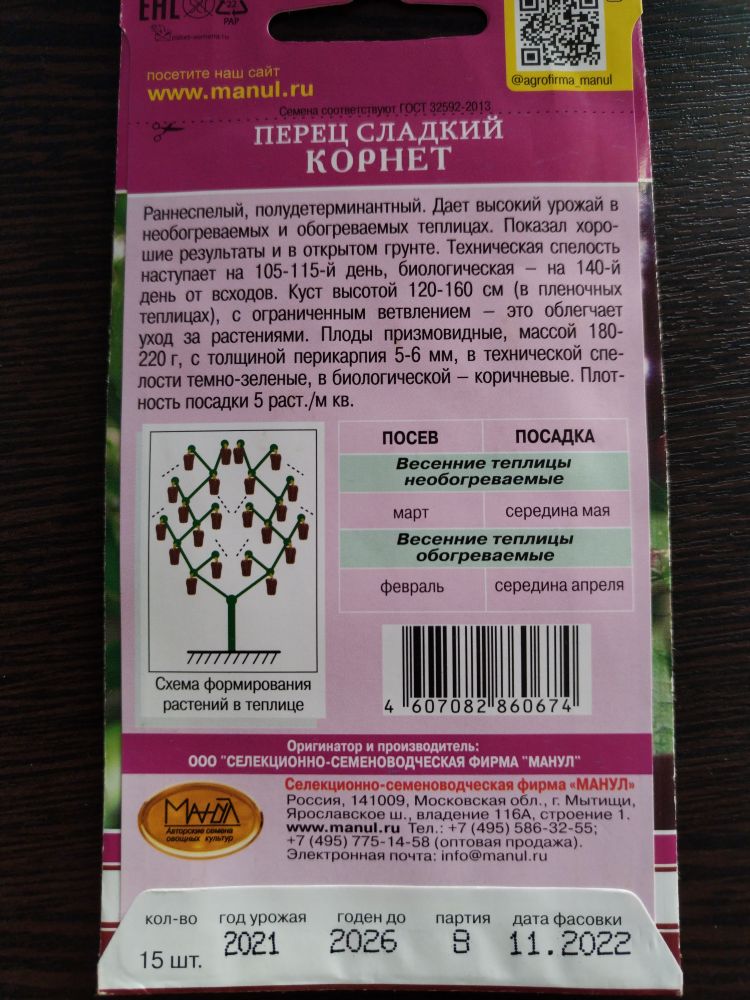 ЕАС
22
PAP
посетите наш сайт
www.manul.ru
@agrofirma_manul
Семена соответствуют ГОСТ 32592-2013
ПЕРЕЦ СЛАДКИЙ
КОРНЕТ
Раннеспелый, полудетерминантный. Дает высокий урожай в
необогреваемых и обогреваемых теплицах. Показал хоро-
шие результаты и в открытом грунте. Техническая спелость
наступает на 105-115-й день, биологическая – на 140-й
день от всходов. Куст высотой 120-160 см (в пленочных
теплицах), с ограниченным ветвлением – это облегчает
уход за растениями. Плоды призмовидные, массой 180-
220 г, с толщиной перикарпия 5-6 мм, в технической спе-
лости темно-зеленые, в биологической – коричневые. Плот-
ность посадки 5 раст./м кв.
ПОСЕВ ПОСАДКА
Весенние теплицы
необогреваемые
март середина мая
Весенние теплицы
обогреваемые
февраль середина апреля
Схема формирования
растений в теплице
4 607082 860674
Оригинатор и производитель:
ООО "СЕЛЕКЦИОННО-СЕМЕНОВОДЧЕСКАЯ ФИРМА "МАНУЛ"
МАНУЛ
Авторские семена
овощных культур
Селекционно-семеноводческая фирма «МАНУЛ»
Россия, 141009, Московская обл., г. Мытищи,
Ярославское ш., владение 116А, строение 1.
www.manul.ru Тел.: +7 (495) 586-32-55;
+7 (495) 775-14-58 (оптовая продажа).
Электронная почта: info@manul.ru
кол-во год урожая годен до партия дата фасовки
15 шт. 2021 2026 8 11.2022